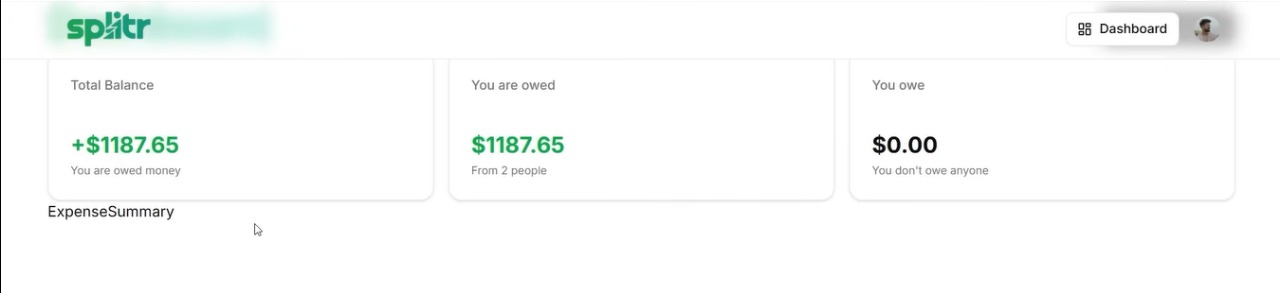 splitr
Dashboard
Total Balance
+$1187.65
You are owed money
You are owed
$1187.65
From 2 people
You owe
$0.00
You don't owe anyone
ExpenseSummary